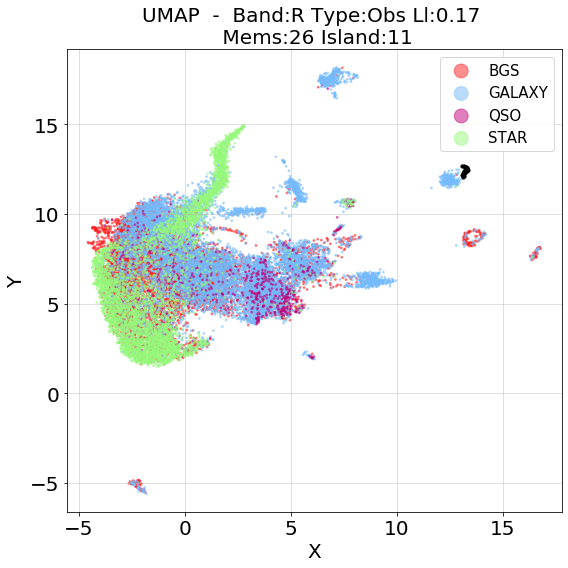 UMAP - Band:R Type:Obs Ll:0.17
Mems:26 Island:11
BGS
GALAXY
QSO
STAR
15
10
5
0
−5
Y
−5 0 5 10 15
X